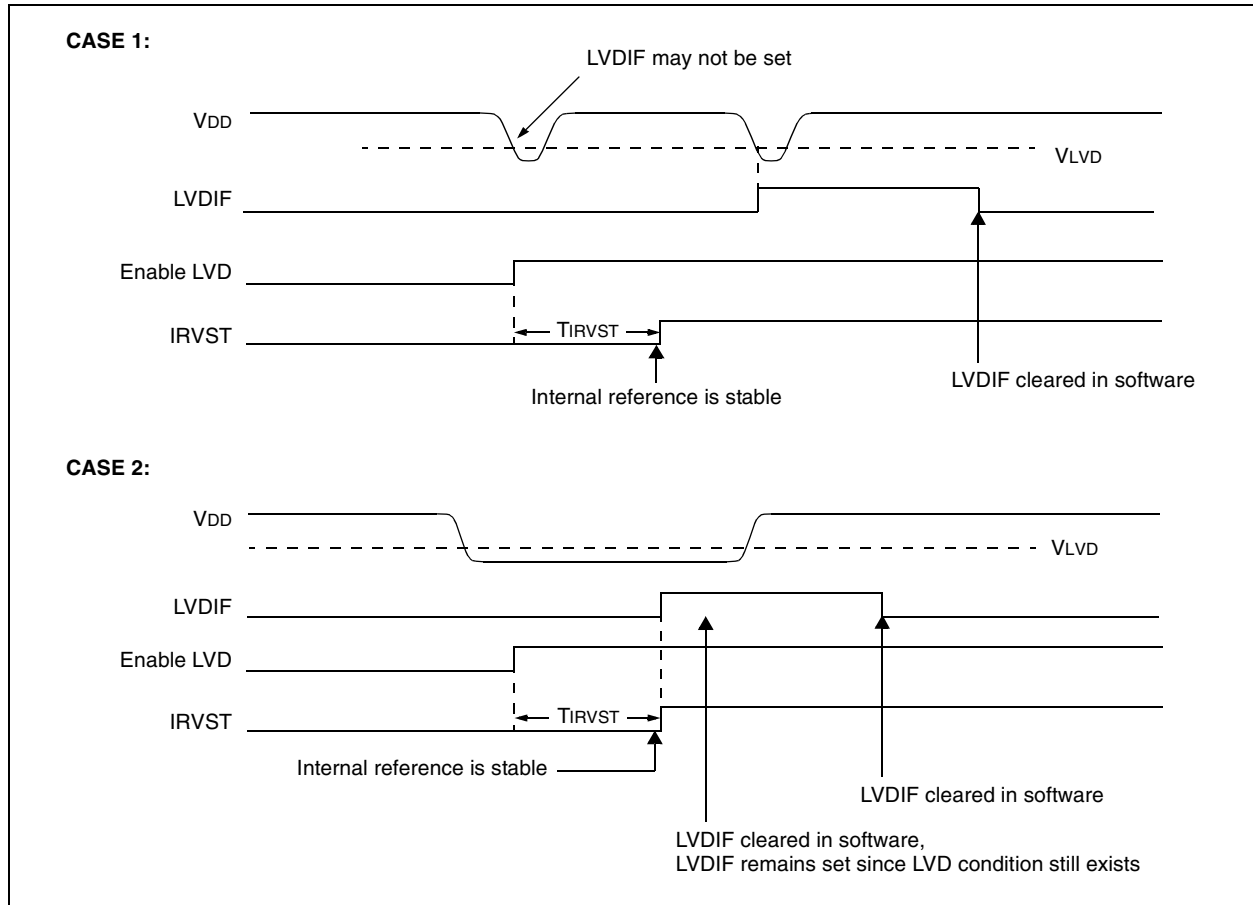 CASE 1:
LVDIF may not be set
VDD
VLVD
LVDIF
Enable LVD
TIRVST
IRVST
Internal reference is stable
LVDIF cleared in software
CASE 2:
VDD
VLVD
LVDIF
Enable LVD
TIRVST
IRVST
Internal reference is stable
LVDIF cleared in software
LVDIF cleared in software,
LVDIF remains set since LVD condition still exists